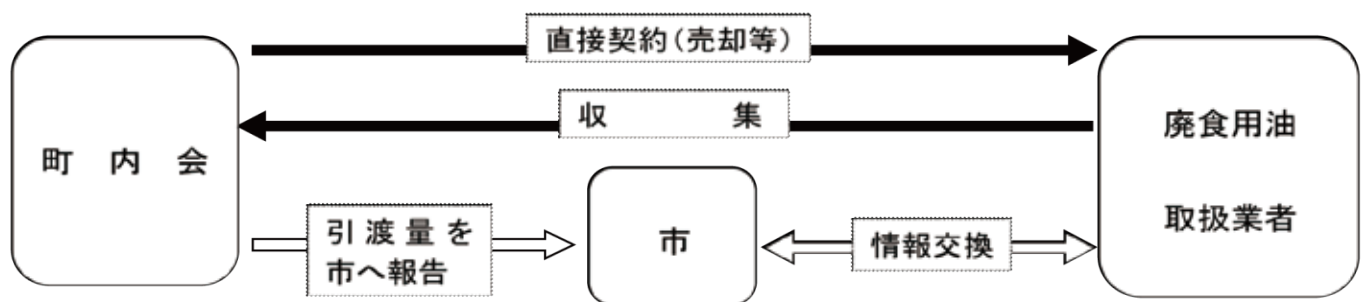 直接契約(売却等)
収集
町内会
廃食用油
取扱業者
引渡量を
市へ報告
市
情報交換